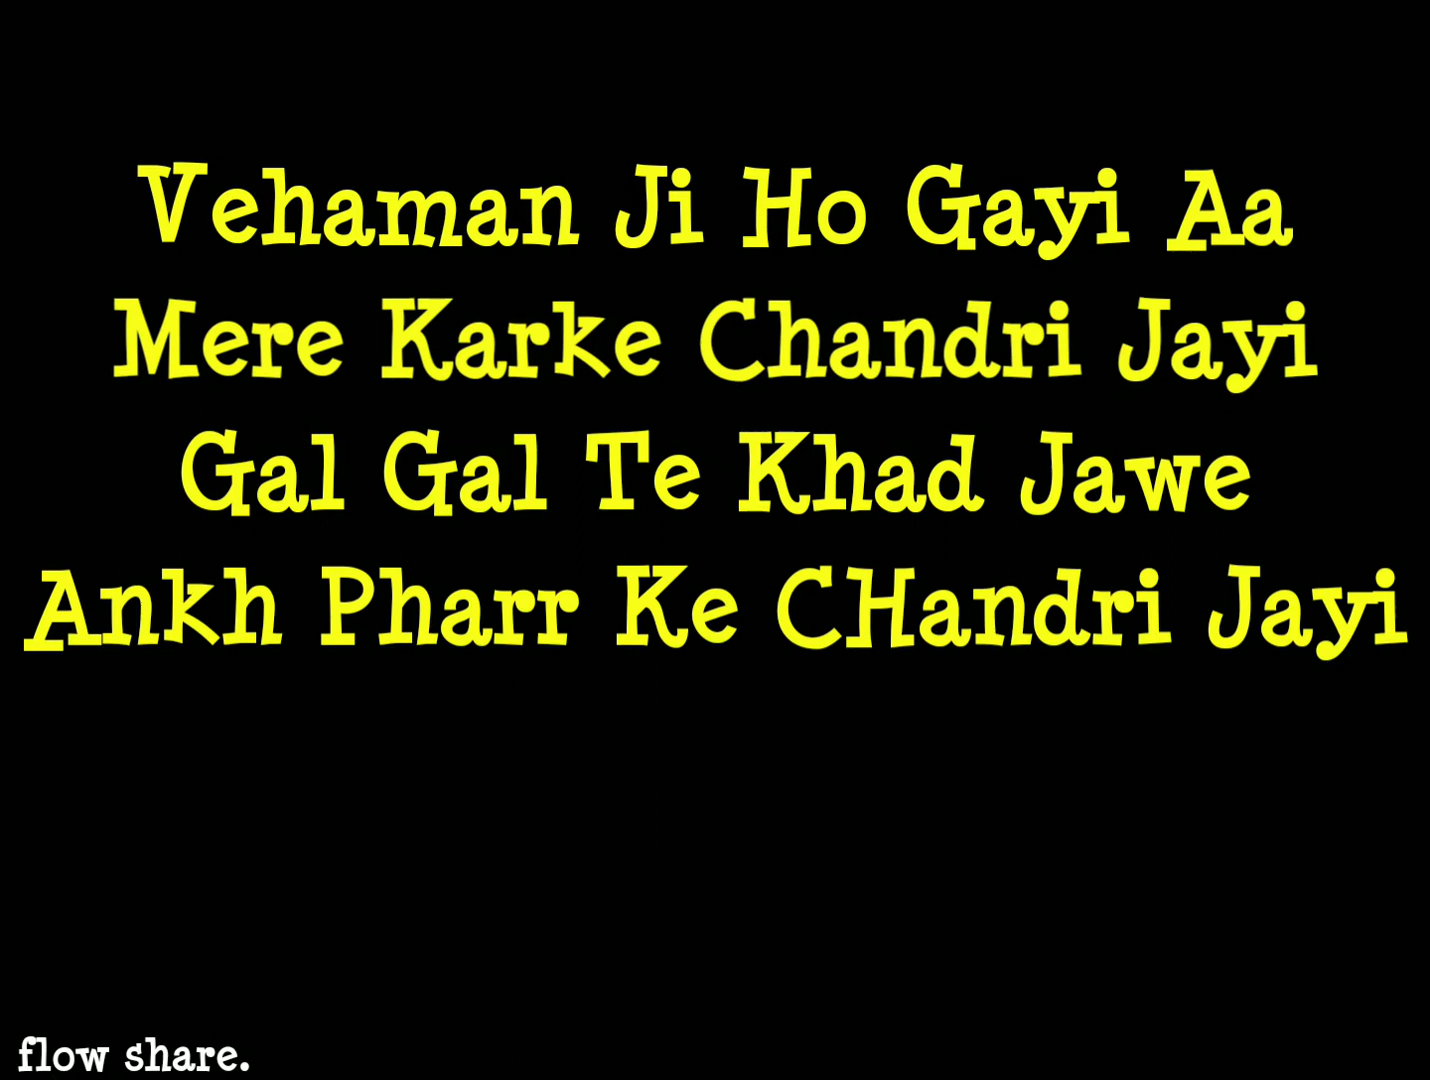 Vehaman Ji Ho Gayi Aa
Mere Karke Chandri Jayi
Gal Gal Te Khad Jawe
Ankh Pharr Ke CHandri Jayi
flow share.